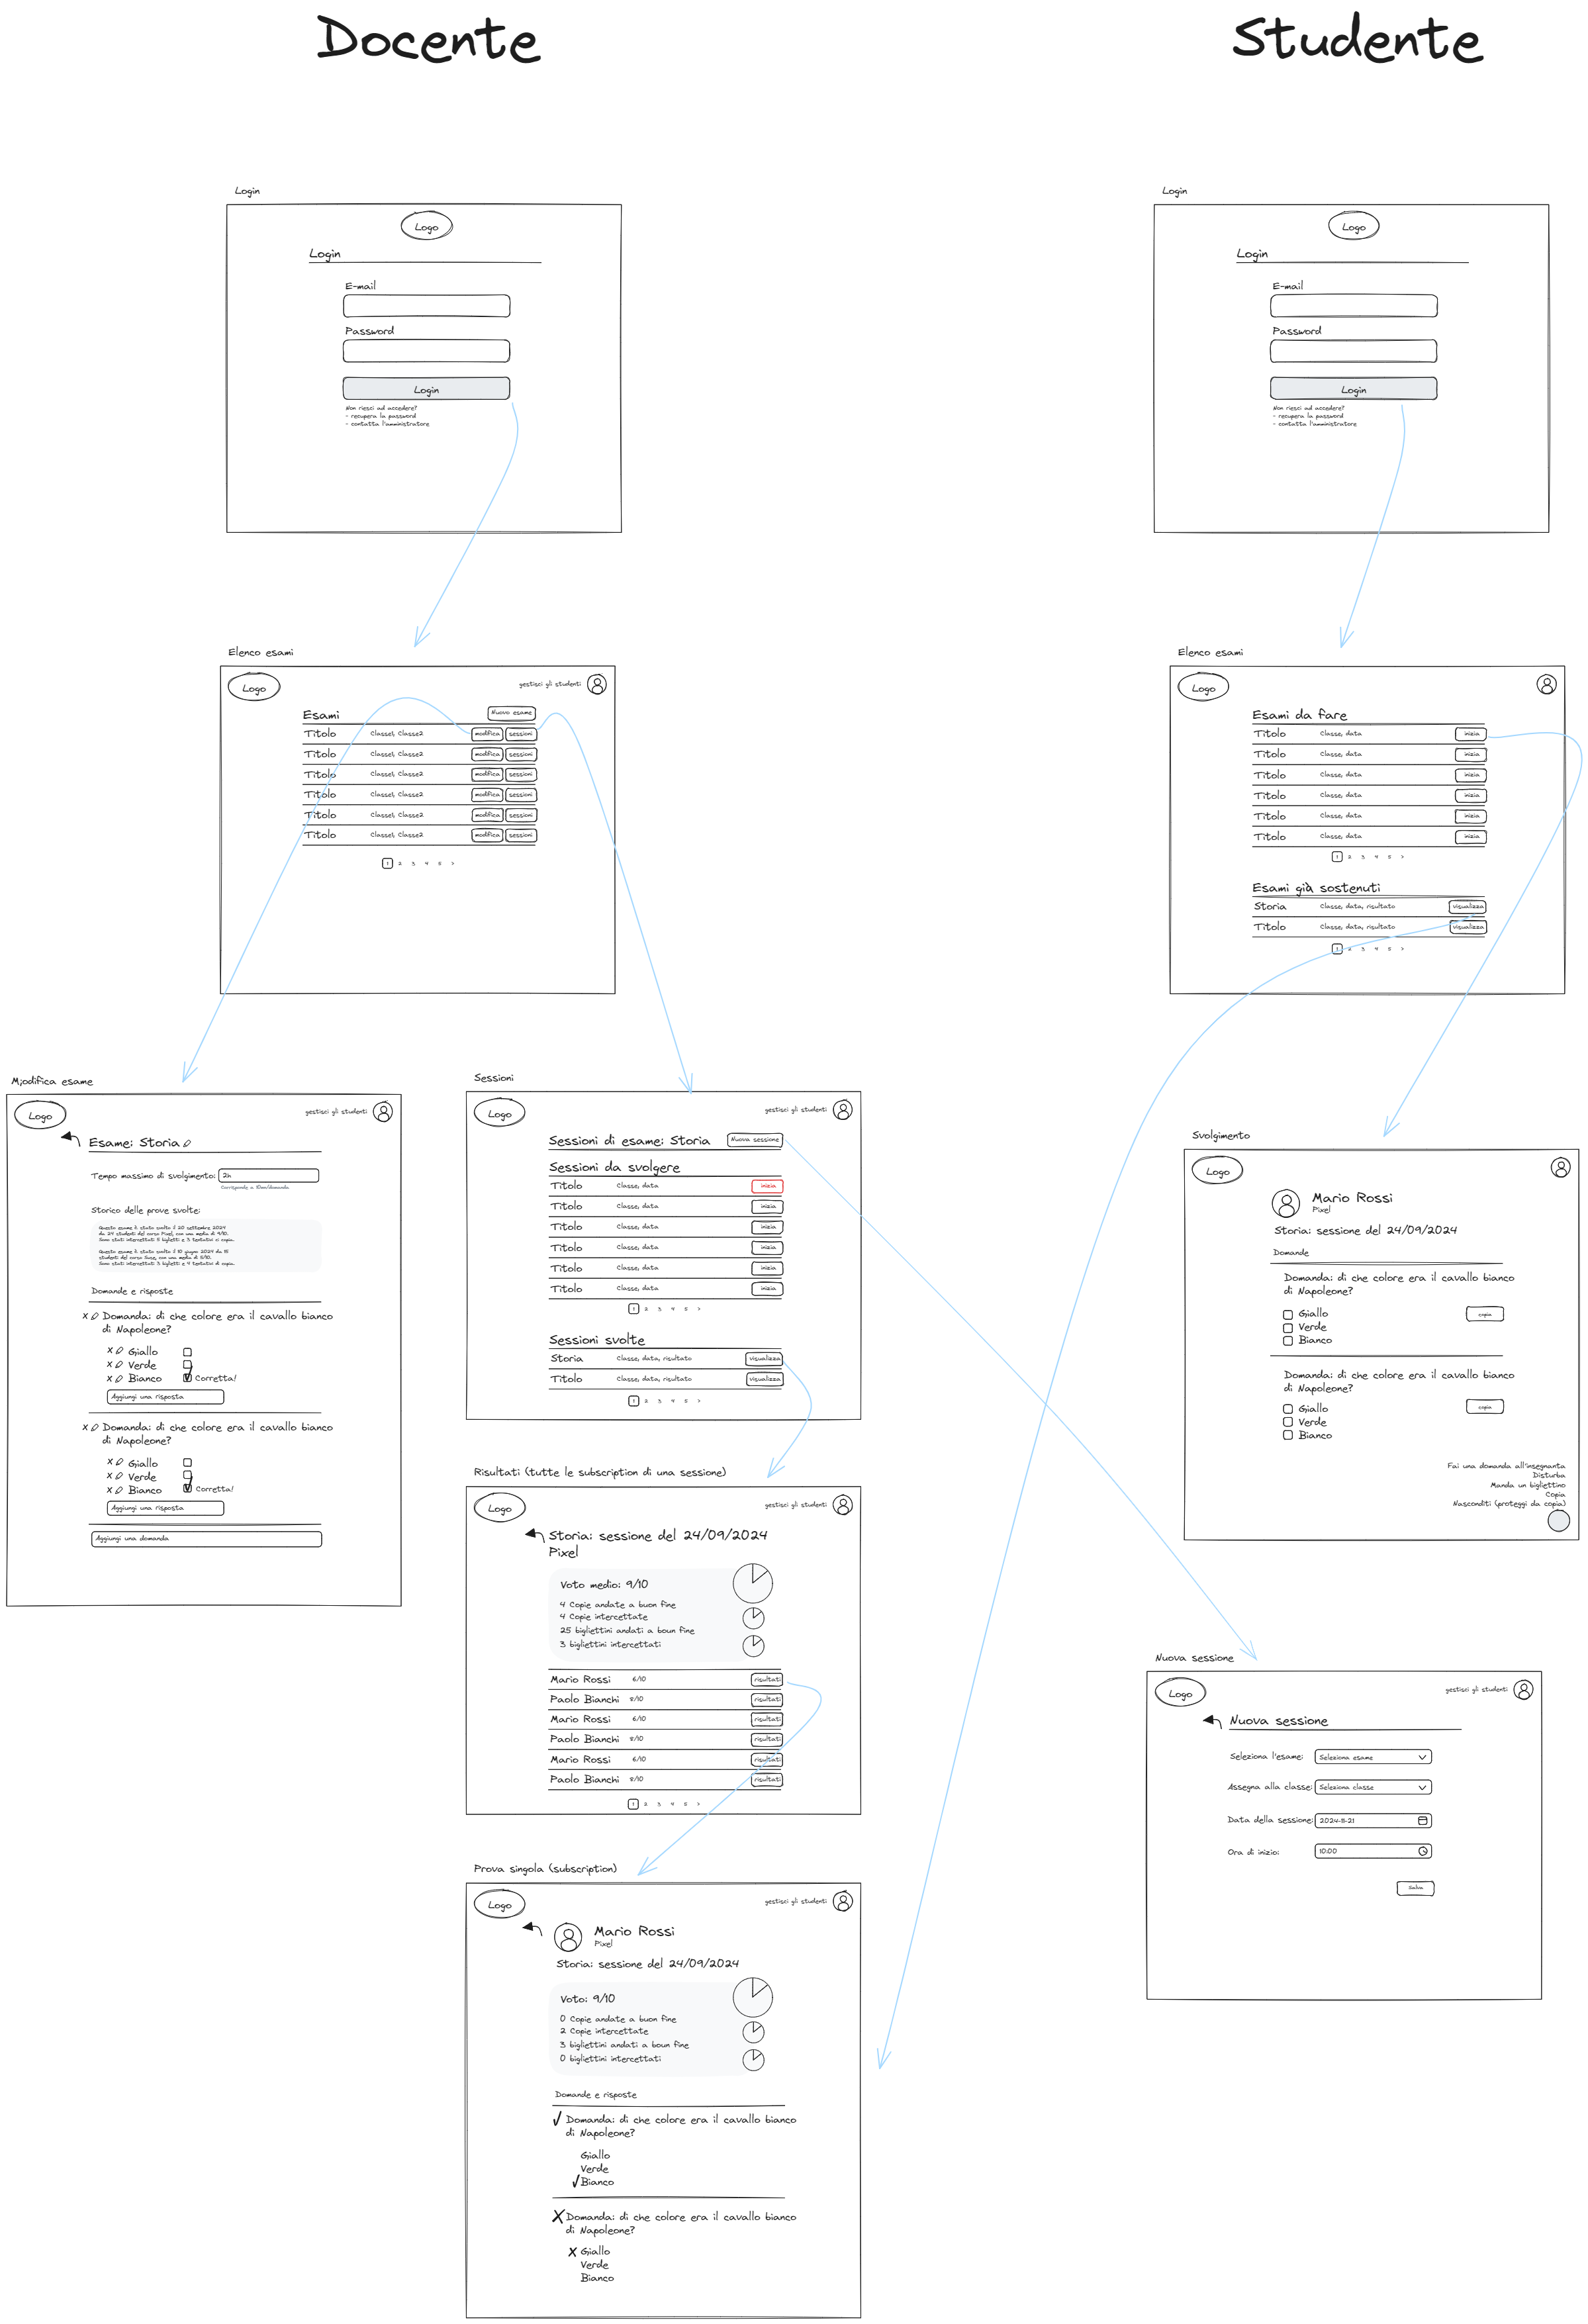 Docente
Studente
Login
Logo
Login
E-mail
Password
Login
Non riesci ad accedere?
- recupera la password
- contatta l'amministratore
Login
Logo
Login
E-mail
Password
Login
Non riesci ad accedere?
- recupera la password
- contatta l'amministratore
Elenco esami
Logo
gestisci gli studenti
Esami
Nuovo esame
Titolo Classe1, Classe2 modifica sessioni
Titolo Classe1, Classe2 modifica sessioni
Titolo Classe1, Classe2 modifica sessioni
Titolo Classe1, Classe2 modifica sessioni
Titolo Classe1, Classe2 modifica sessioni
Titolo Classe1, Classe2 modifica sessioni
1 2 3 4 5 >
Elenco esami
Logo
Esami da fare
Titolo Classe, data inizia
Titolo Classe, data inizia
Titolo Classe, data inizia
Titolo Classe, data inizia
Titolo Classe, data inizia
Titolo Classe, data inizia
1 2 3 4 5 >
Esami già sostenuti
Storia Classe, data, risultato visualizza
Titolo Classe, data, risultato visualizza
1 2 3 4 5 >
M;odifica esame
Logo
gestisci gli studenti
Esame: Storia
Tempo massimo di svolgimento: 2h
Corrisponde a 10m/domanda
Storico delle prove svolte:
Questo esame è stato svolto il 20 settembre 2024
da 24 studenti del corso Pixel, con una media di 9/10.
Sono stati intercettati 5 biglietti e 3 tentativi di copia.
Questo esame è stato svolto il 10 giugno 2024 da 15
studenti del corso Suse, con una media di 5/10.
Sono stati intercettati 3 biglietti e 4 tentativi di copia.
Domande e risposte
x Domanda: di che colore era il cavallo bianco
di Napoleone?
x Giallo
x Verde
x Bianco Corretta!
Aggiungi una risposta
x Domanda: di che colore era il cavallo bianco
di Napoleone?
x Giallo
x Verde
x Bianco Corretta!
Aggiungi una risposta
Aggiungi una domanda
Sessioni
Logo
gestisci gli studenti
Sessioni di esame: Storia
Nuova sessione
Sessioni da svolgere
Titolo Classe, data inizia
Titolo Classe, data inizia
Titolo Classe, data inizia
Titolo Classe, data inizia
Titolo Classe, data inizia
Titolo Classe, data inizia
1 2 3 4 5 >
Sessioni svolte
Storia Classe, data, risultato visualizza
Titolo Classe, data, risultato visualizza
1 2 3 4 5 >
Svolgimento
Logo
Mario Rossi
Pixel
Storia: sessione del 24/09/2024
Domande
Domanda: di che colore era il cavallo bianco
di Napoleone?
Giallo
Verde
Bianco
copia
Domanda: di che colore era il cavallo bianco
di Napoleone?
Giallo
Verde
Bianco
copia
Fai una domanda all'insegnanta
Disturba
Manda un bigliettino
Copia
Nasconditi (proteggi da copia)
Risultati (tutte le subscription di una sessione)
Logo
gestisci gli studenti
Storia: sessione del 24/09/2024
Pixel
Voto medio: 9/10
4 Copie andate a buon fine
4 Copie intercettate
25 bigliettini andati a boun fine
3 bigliettini intercettati
Mario Rossi 6/10 risultati
Paolo Bianchi 8/10 risultati
Mario Rossi 6/10 risultati
Paolo Bianchi 8/10 risultati
Mario Rossi 6/10 risultati
Paolo Bianchi 8/10 risultati
1 2 3 4 5 >
Nuova sessione
Logo
gestisci gli studenti
Nuova sessione
Seleziona l'esame: Seleziona esame
Assegna alla classe: Seleziona classe
Data della sessione: 2024-11-21
Ora di inizio: 10:00
Salva
Prova singola (subscription)
Logo
gestisci gli studenti
Mario Rossi
Pixel
Storia: sessione del 24/09/2024
Voto: 9/10
0 Copie andate a buon fine
2 Copie intercettate
3 bigliettini andati a boun fine
0 bigliettini intercettati
Domande e risposte
Domanda: di che colore era il cavallo bianco
di Napoleone?
Giallo
Verde
Bianco
X Domanda: di che colore era il cavallo bianco
di Napoleone?
x Giallo
Verde
Bianco